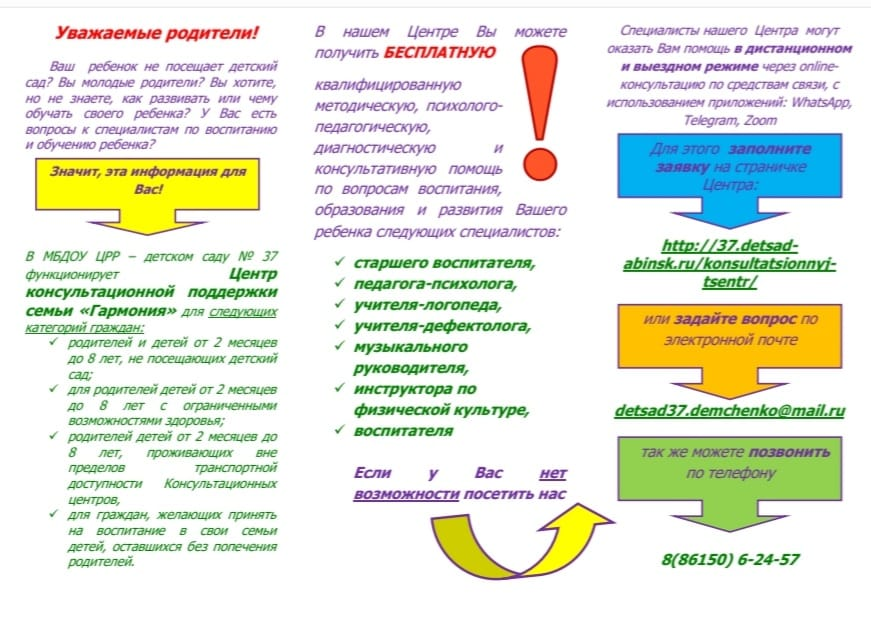 Уважаемые родители!
Ваш ребенок не посещает детский
сад? Вы молодые родители? Вы хотите,
но не знаете, как развивать или чему
обучать своего ребенка? У Вас есть
вопросы к специалистам по воспитанию
и обучению ребенка?
Значит, эта информация для
Вас!
В МБДОУ ЦРР – детском саду № 37
функционирует Центр
консультационной поддержки
семьи «Гармония» для следующих
категорий граждан:
✓ родителей и детей от 2 месяцев
до 8 лет, не посещающих детский
сад;
✓ для родителей детей от 2 месяцев
до 8 лет с ограниченными
возможностями здоровья;
✓ родителей детей от 2 месяцев до
8 лет, проживающих вне
пределов транспортной
доступности Консультационных
центров,
✓ для граждан, желающих принять
на воспитание в свои семьи
детей, оставшихся без попечения
родителей.
В нашем Центре Вы можете
получить БЕСПЛАТНУЮ
квалифицированную
методическую, психолого-
педагогическую,
диагностическую и
консультативную помощь
по вопросам воспитания,
образования и развития Вашего
ребенка следующих специалистов:
✓ старшего воспитателя,
✓ педагога-психолога,
✓ учителя-логопеда,
✓ учителя-дефектолога,
✓ музыкального
руководителя,
✓ инструктора по
физической культуре,
✓ воспитателя
Если у Вас нет
возможности посетить нас
Специалисты нашего Центра могут
оказать Вам помощь в дистанционном
и выездном режиме через online-
консультацию по средствам связи, с
использованием приложений: WhatsApp,
Telegram, Zoom
Для этого заполните
заявку на страничке
Центра:
http://37.detsad-
abinsk.ru/konsultatsionnyj-
tsentr/
или задайте вопрос по
электронной почте
detsad37.demchenko@mail.ru
так же можете позвонить
по телефону
8(86150) 6-24-57